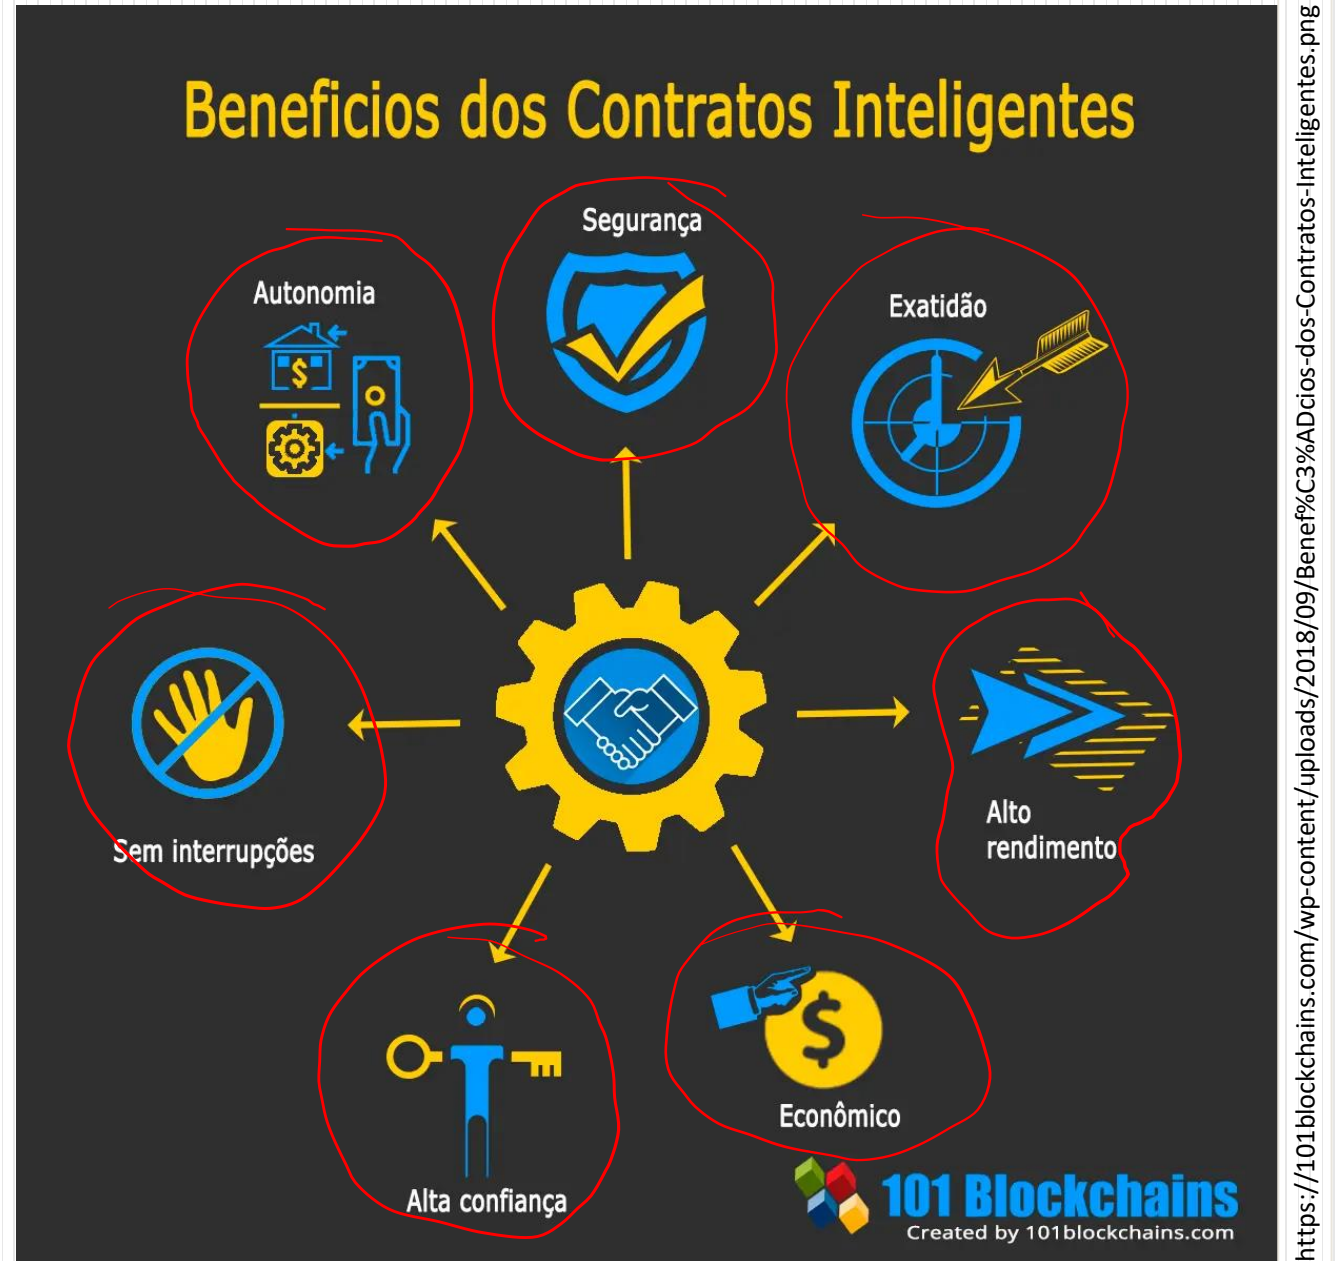 Beneficios dos Contratos Inteligentes
Segurança
Autonomia
Exatidão
Sem interrupções
Alto
rendimento
Econômico
Alta confiança
101 Blockchains
Created by 101blockchains.com
https://101blockchains.com/wp-content/uploads/2018/09/Benef%C3%ADcios-dos-Contratos-Inteligentes.png